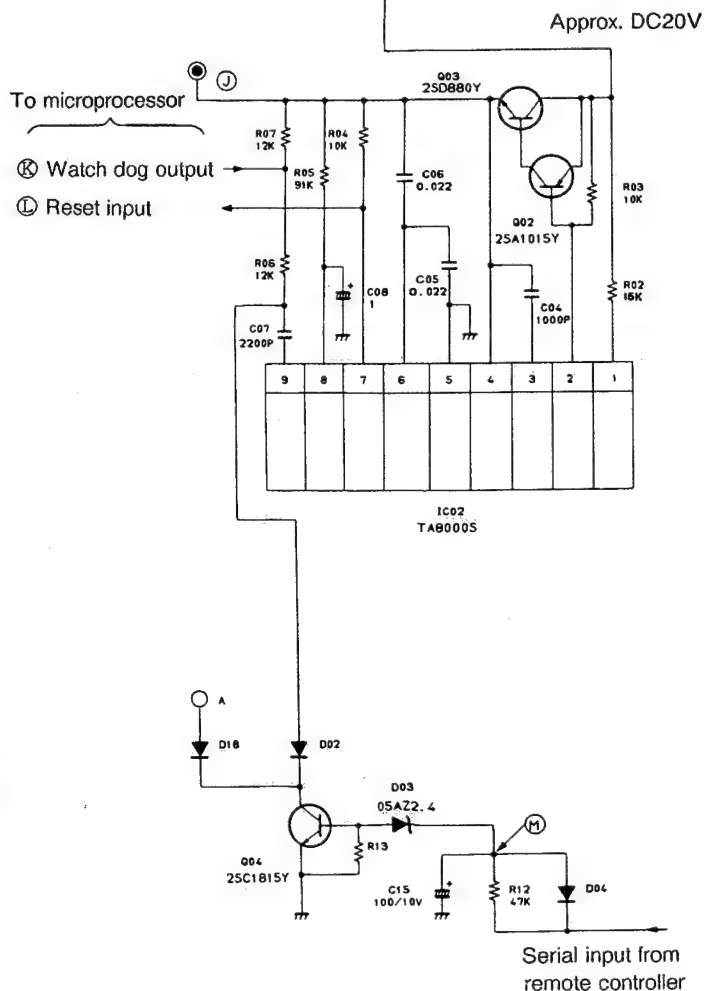 Approx. DC20V
Ⓙ
Q03
2SD880Y
To microprocessor
R07
12K
R04
10K
R05
91K
C06
0.022
Ⓚ Watch dog output
Ⓛ Reset input
R03
10K
Q02
2SA1015Y
R06
12K
C05
0.022
C08
1
C04
1000P
R02
15K
C07
2200P
9 8 7 6 5 4 3 2 1
IC02
TA8000S
A
D18
D02
D03
05AZ2.4
Ⓜ
R13
Q04
2SC1815Y
C15
100/10V
R12
47K
D04
Serial input from
remote controller